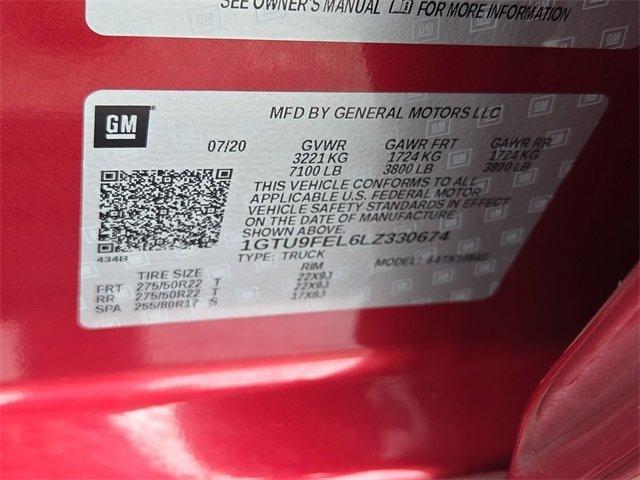 SEE OWNER'S MANUAL FOR MORE INFORMATION
GM
MFD BY GENERAL MOTORS LLC
07/20 GVWR GAWR FRT GAWR RR
3221 KG 1724 KG 1724 KG
7100 LB 3800 LB 3800 LB
THIS VEHICLE CONFORMS TO ALL
APPLICABLE U.S. FEDERAL MOTOR
VEHICLE SAFETY STANDARDS IN EFFECT
ON THE DATE OF MANUFACTURE
SHOWN ABOVE.
1GTU9FEL6LZ330674
434B TYPE: TRUCK MODEL:
TIRE SIZE RIM
FRT 275/50R22 T 22X9J
RR 275/50R22 T 22X9J
SPA 255/80R17 S 17X8J